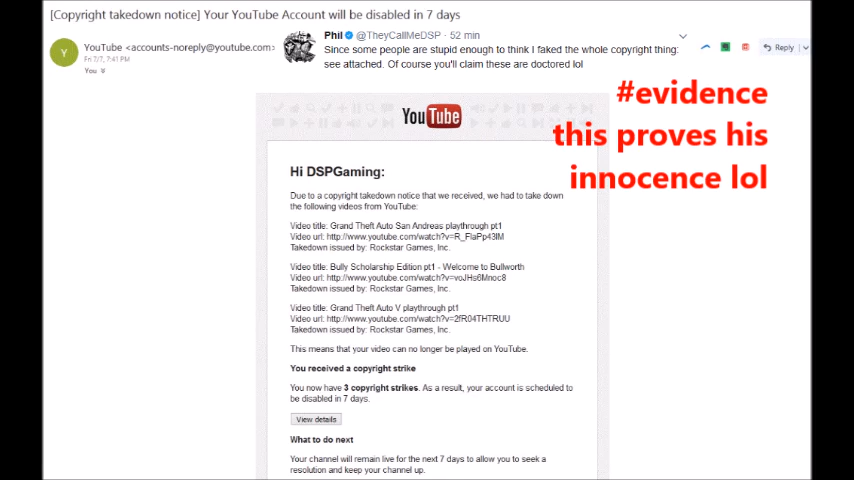 [Copyright takedown notice] Your YouTube Account will be disabled in 7 days
YouTube <accounts-noreply@youtube.com>
Fri 7/7, 7:41 PM
You
Phil @TheyCallMeDSP · 52 min
Since some people are stupid enough to think I faked the whole copyright thing:
see attached. Of course you'll claim these are doctored lol
Reply
#evidence
this proves his
innocence lol
YouTube
Hi DSPGaming:
Due to a copyright takedown notice that we received, we had to take down
the following videos from YouTube:
Video title: Grand Theft Auto San Andreas playthrough pt1
Video url: http://www.youtube.com/watch?v=R_FlaPp43lM
Takedown issued by: Rockstar Games, Inc.
Video title: Bully Scholarship Edition pt1 - Welcome to Bullworth
Video url: http://www.youtube.com/watch?v=voJHs6Mnoc8
Takedown issued by: Rockstar Games, Inc.
Video title: Grand Theft Auto V playthrough pt1
Video url: http://www.youtube.com/watch?v=2fR04THTRUU
Takedown issued by: Rockstar Games, Inc.
This means that your video can no longer be played on YouTube.
You received a copyright strike
You now have 3 copyright strikes. As a result, your account is scheduled to
be disabled in 7 days.
View details
What to do next
Your channel will remain live for the next 7 days to allow you to seek a
resolution and keep your channel up.